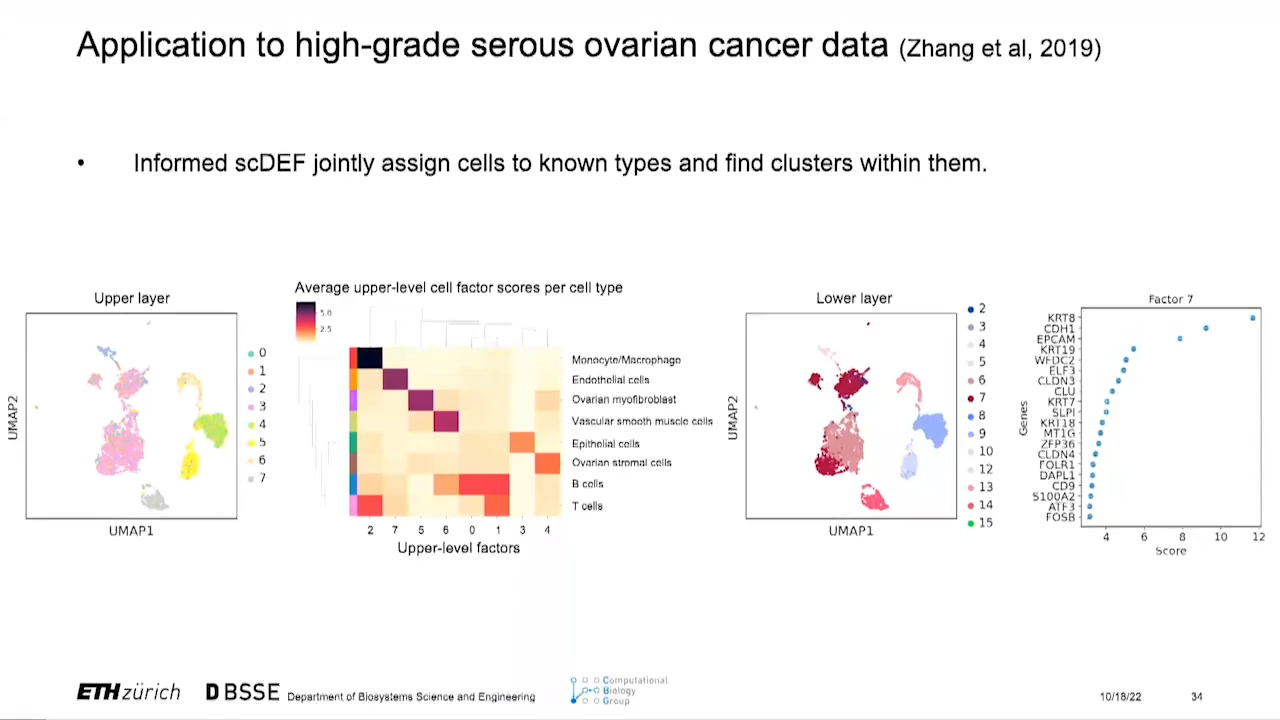 Application to high-grade serous ovarian cancer data (Zhang et al, 2019)
• Informed scDEF jointly assign cells to known types and find clusters within them.
Upper layer
UMAP2
UMAP1
0
1
2
3
4
5
6
7
Average upper-level cell factor scores per cell type
5.0
2.5
Monocyte/Macrophage
Endothelial cells
Ovarian myofibroblast
Vascular smooth muscle cells
Epithelial cells
Ovarian stromal cells
B cells
T cells
2 7 5 6 0 1 3 4
Upper-level factors
Lower layer
UMAP2
UMAP1
2
3
4
5
6
7
8
9
10
12
13
14
15
Factor 7
Genes
KRT8
CDH1
EPCAM
KRT19
WFDC2
ELF3
CLDN3
CLU
KRT7
SLPI
KRT18
MT1G
ZFP36
CLDN4
FOLR1
DAPL1
CD9
S100A2
ATF3
FOSB
4 6 8 10 12
Score
ETH zürich
D BSSE Department of Biosystems Science and Engineering
Computational
Biology
Group
10/18/22
34